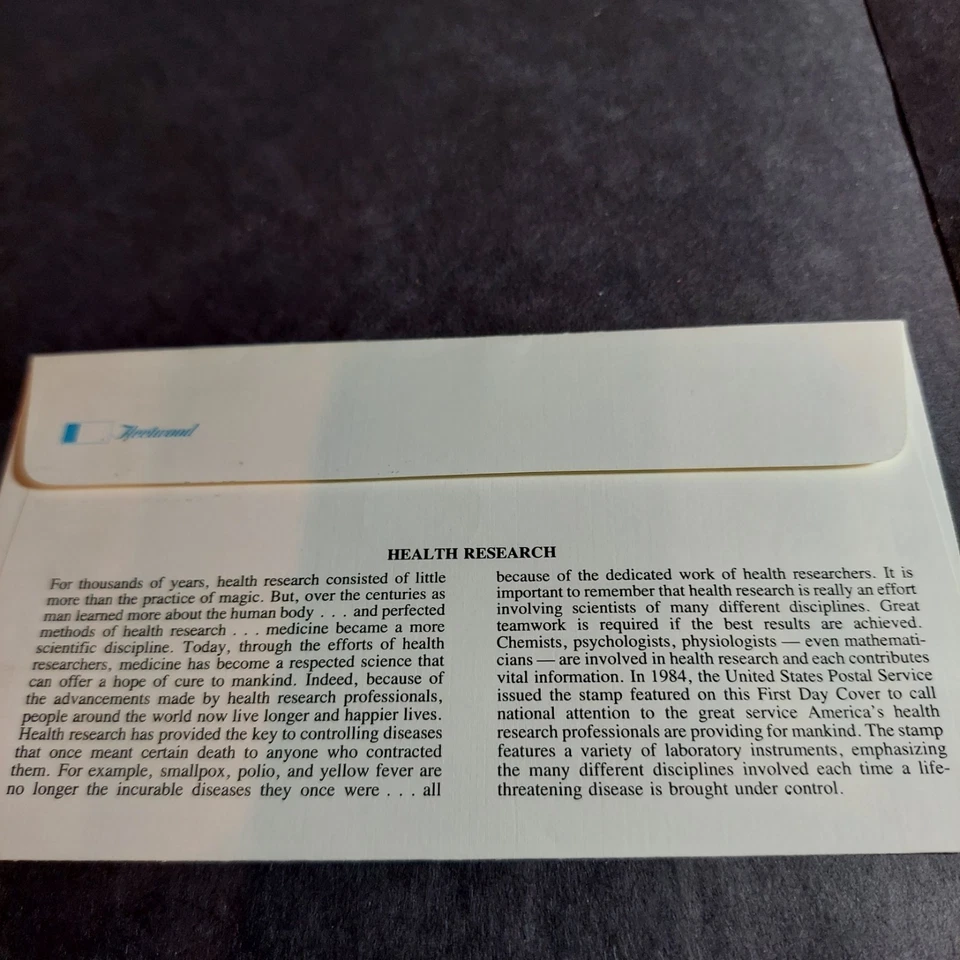 Fleetwood
HEALTH RESEARCH
For thousands of years, health research consisted of little
more than the practice of magic. But, over the centuries as
man learned more about the human body . . . and perfected
methods of health research . . . medicine became a more
scientific discipline. Today, through the efforts of health
researchers, medicine has become a respected science that
can offer a hope of cure to mankind. Indeed, because of
the advancements made by health research professionals,
people around the world now live longer and happier lives.
Health research has provided the key to controlling diseases
that once meant certain death to anyone who contracted
them. For example, smallpox, polio, and yellow fever are
no longer the incurable diseases they once were . . . all
because of the dedicated work of health researchers. It is
important to remember that health research is really an effort
involving scientists of many different disciplines. Great
teamwork is required if the best results are achieved.
Chemists, psychologists, physiologists — even mathemati-
cians — are involved in health research and each contributes
vital information. In 1984, the United States Postal Service
issued the stamp featured on this First Day Cover to call
national attention to the great service America's health
research professionals are providing for mankind. The stamp
features a variety of laboratory instruments, emphasizing
the many different disciplines involved each time a life-
threatening disease is brought under control.